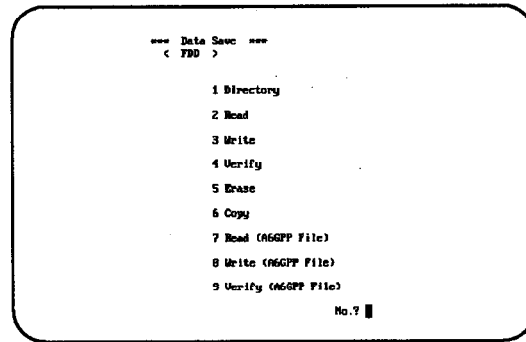 *** Data Save ***
< FDD >
1 Directory
2 Read
3 Write
4 Verify
5 Erase
6 Copy
7 Read (A6GPP File)
8 Write (A6GPP File)
9 Verify (A6GPP File)
No.?